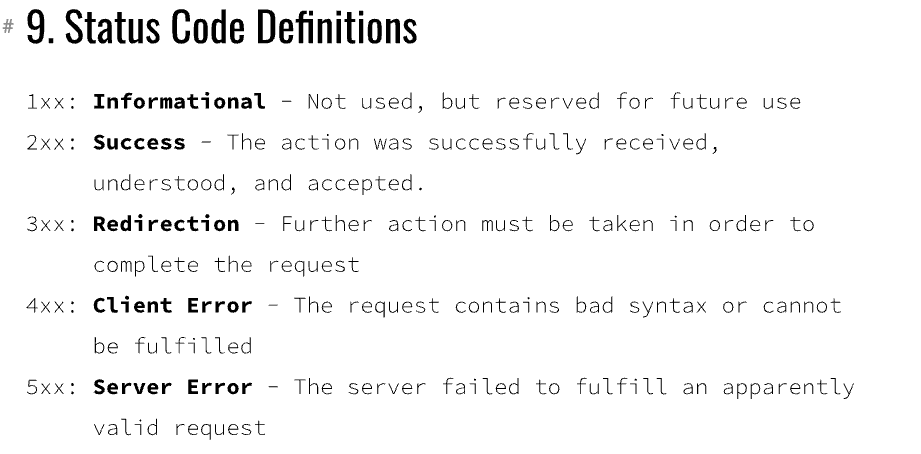 # 9. Status Code Definitions
1xx: Informational - Not used, but reserved for future use
2xx: Success - The action was successfully received,
understood, and accepted.
3xx: Redirection - Further action must be taken in order to
complete the request
4xx: Client Error - The request contains bad syntax or cannot
be fulfilled
5xx: Server Error - The server failed to fulfill an apparently
valid request